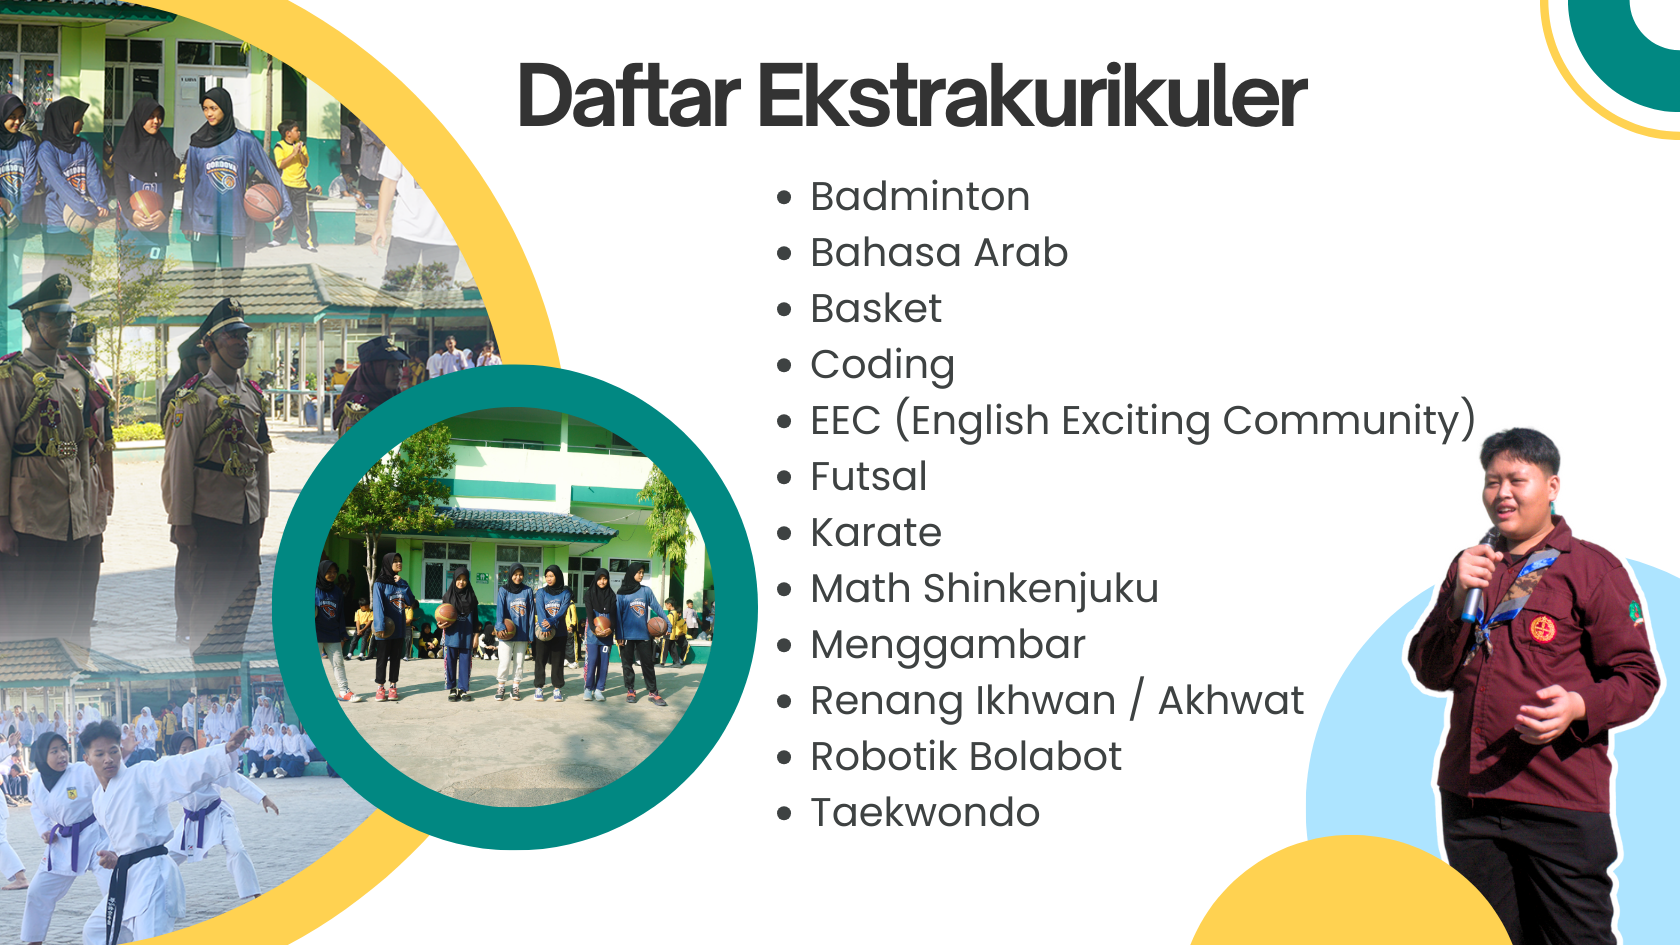 Daftar Ekstrakurikuler
Badminton
Bahasa Arab
Basket
Coding
EEC (English Exciting Community)
Futsal
Karate
Math Shinkenjuku
Menggambar
Renang Ikhwan / Akhwat
Robotik Bolabot
Taekwondo